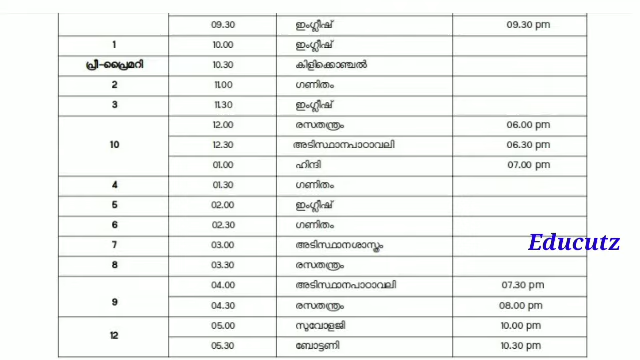 09.30 ഇംഗ്ലീഷ് 09.30 pm
1 10.00 ഇംഗ്ലീഷ്
പ്രീ-പ്രൈമറി 10.30 കിളിക്കൊഞ്ചൽ
2 11.00 ഗണിതം
3 11.30 ഇംഗ്ലീഷ്
12.00 രസതന്ത്രം 06.00 pm
10 12.30 അടിസ്ഥാനപാഠാവലി 06.30 pm
01.00 ഹിന്ദി 07.00 pm
4 01.30 ഗണിതം
5 02.00 ഇംഗ്ലീഷ്
6 02.30 ഗണിതം
7 03.00 അടിസ്ഥാനശാസ്ത്രം
Educutz
8 03.30 രസതന്ത്രം
04.00 അടിസ്ഥാനപാഠാവലി 07.30 pm
9 04.30 രസതന്ത്രം 08.00 pm
12 05.00 സുവോളജി 10.00 pm
05.30 ബോട്ടണി 10.30 pm